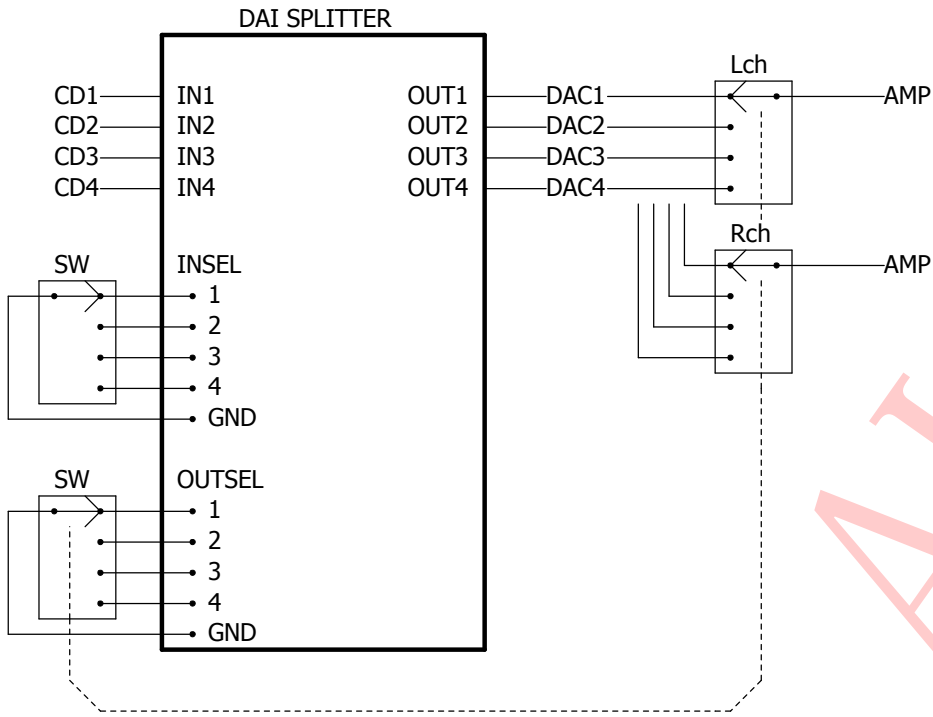 DAI SPLITTER
Lch
CD1 IN1 OUT1 DAC1 AMP
CD2 IN2 OUT2 DAC2
CD3 IN3 OUT3 DAC3
CD4 IN4 OUT4 DAC4
Rch
SW INSEL AMP
1
2
3
4
GND
SW OUTSEL
1
2
3
4
GND